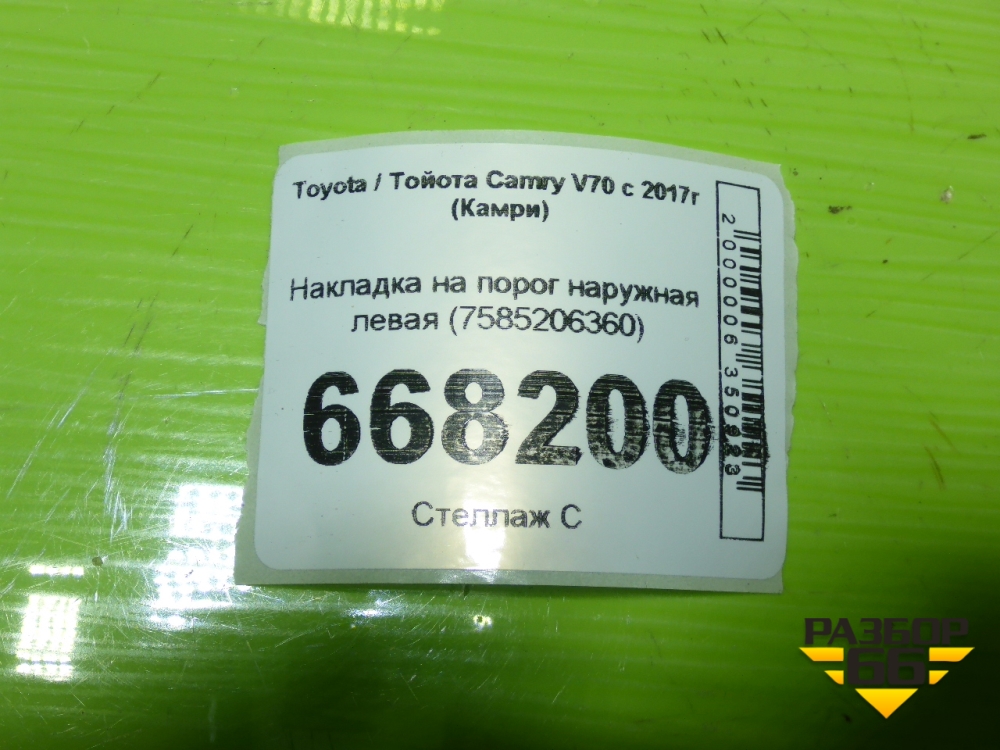 Toyota / Тойота Camry V70 с 2017г
(Камри)
Накладка на порог наружная
левая (7585206360)
668200
Стеллаж С
РАЗБОР
66